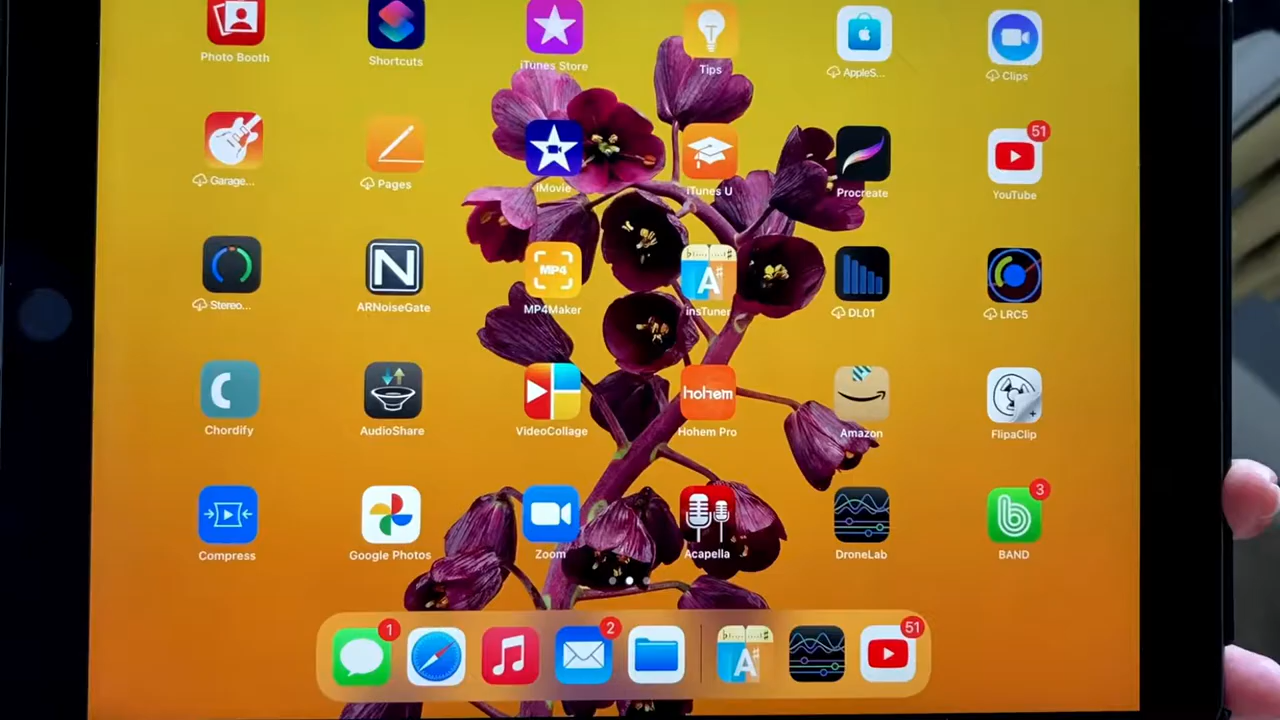 Photo Booth
Shortcuts
iTunes Store
Tips
AppleS...
Clips
Garage...
Pages
iMovie
iTunes U
Procreate
51
YouTube
Stereo...
N
ARNoiseGate
MP4
MP4Maker
A
insTuner
DL01
LRC5
Chordify
AudioShare
VideoCollage
hohem
Hohem Pro
Amazon
FlipaClip
Compress
Google Photos
Zoom
Acapella
DroneLab
3
BAND
1
2
A
51